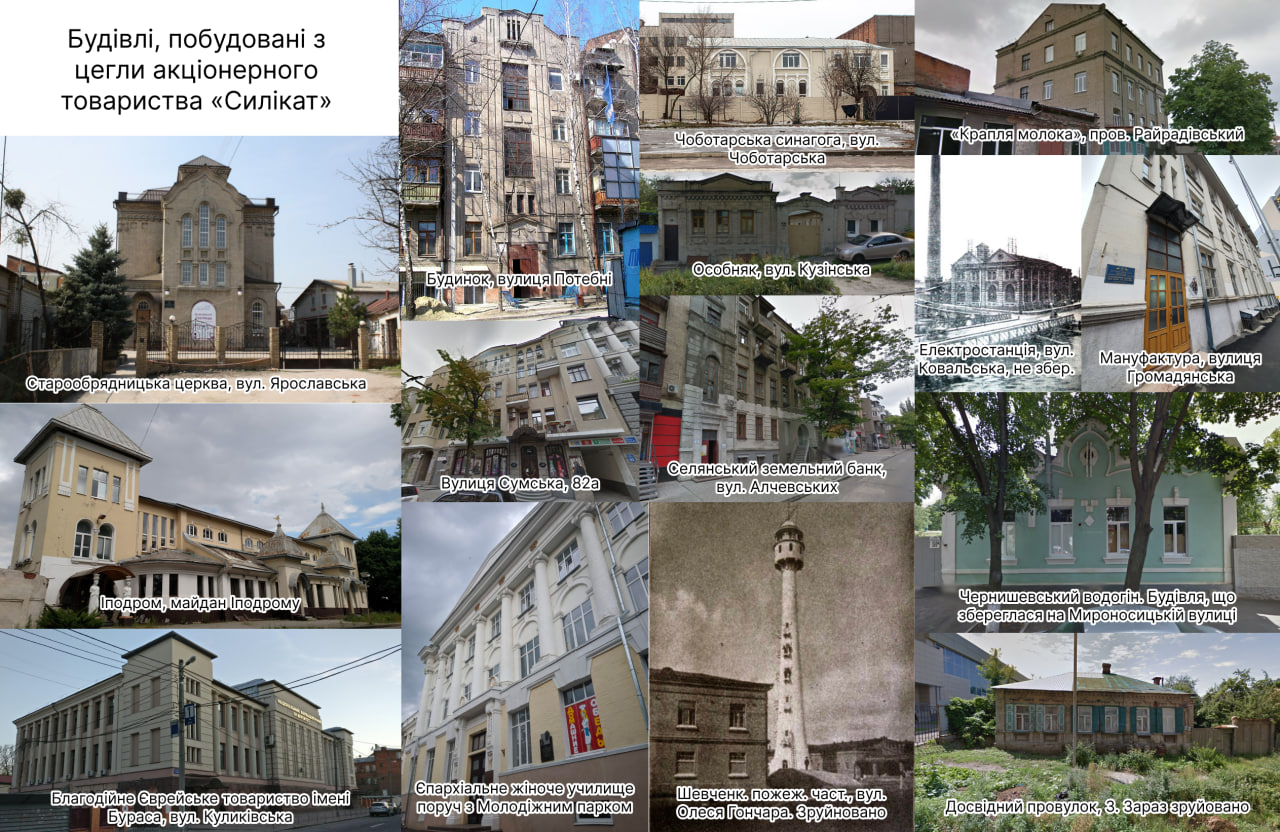 Будівлі, побудовані з
цегли акціонерного
товариства «Силікат»
Старообрядницька церква, вул. Ярославська
Будинок, вулиця Потебні
Чоботарська синагога, вул.
Чоботарська
«Крапля молока», пров. Райрадівський
Особняк, вул. Кузінська
Електростанція, вул.
Ковальська, не збер.
Мануфактура, вулиця
Громадянська
Вулиця Сумська, 82а
Селянський земельний банк,
вул. Алчевських
Іподром, майдан Іподрому
Чернишевський водогін. Будівля, що
збереглася на Мироносицькій вулиці
Благодійне Єврейське товариство імені
Бураса, вул. Куликівська
Єпархіальне жіноче училище
поруч з Молодіжним парком
Шевченк. пожеж. част., вул.
Олеся Гончара. Зруйновано
Досвідний провулок, 3. Зараз зруйовано